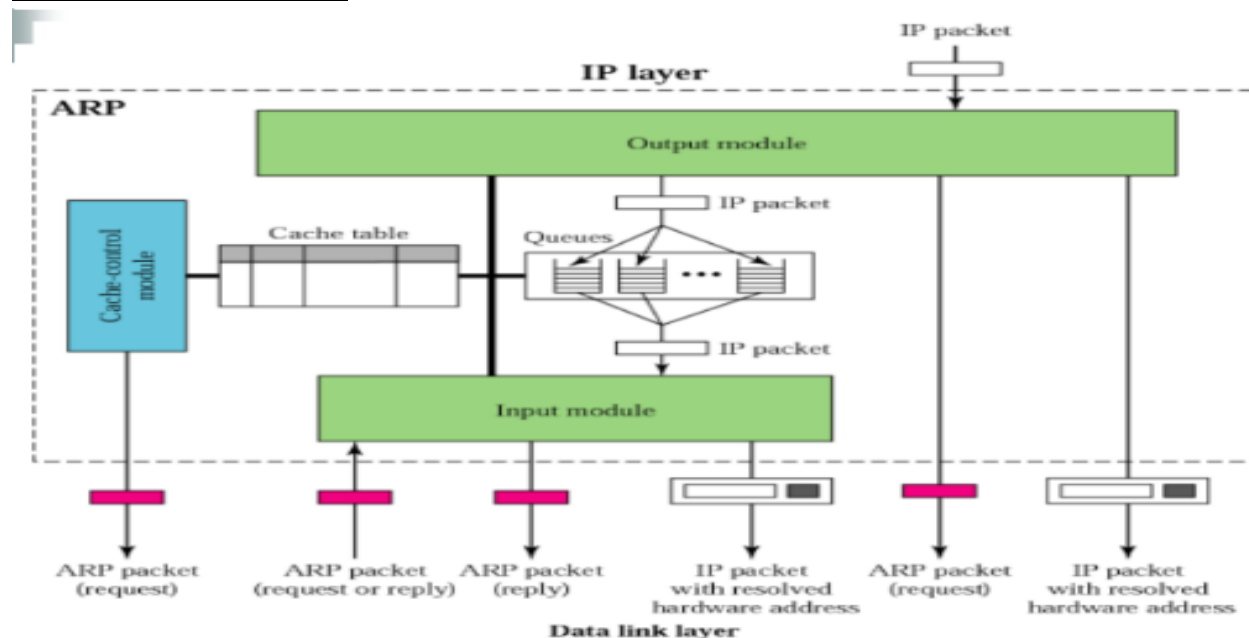 IP packet
IP layer
ARP
Output module
IP packet
Cache-control
module
Cache table
Queues
IP packet
Input module
ARP packet
(request)
ARP packet
(request or reply)
ARP packet
(reply)
IP packet
with resolved
hardware address
ARP packet
(request)
IP packet
with resolved
hardware address
Data link layer